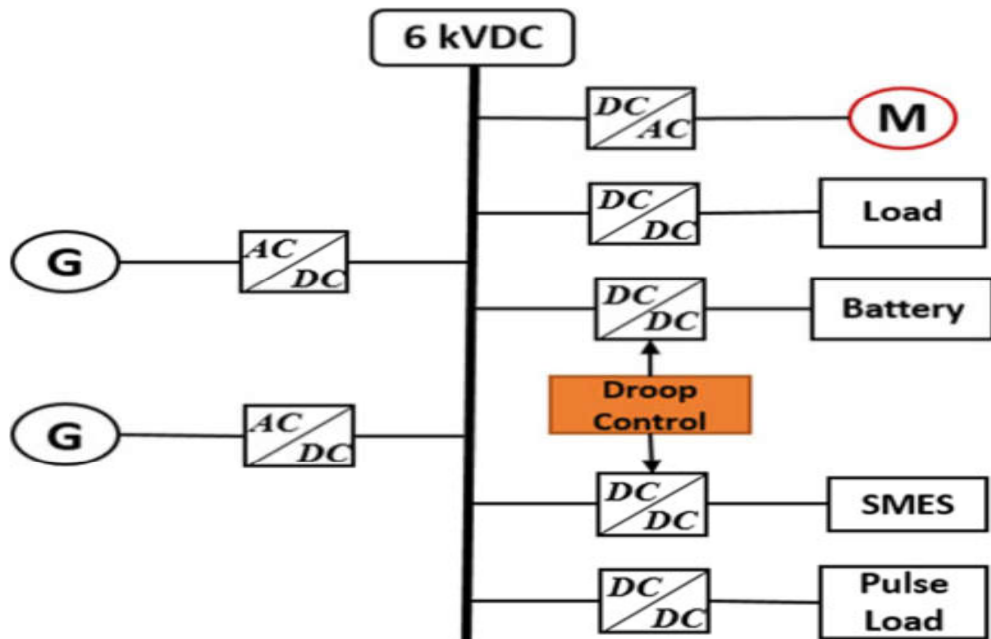 6 kVDC
DC
AC
M
DC
DC
Load
G
AC
DC
DC
DC
Battery
Droop
Control
G
AC
DC
DC
DC
SMES
DC
DC
Pulse
Load